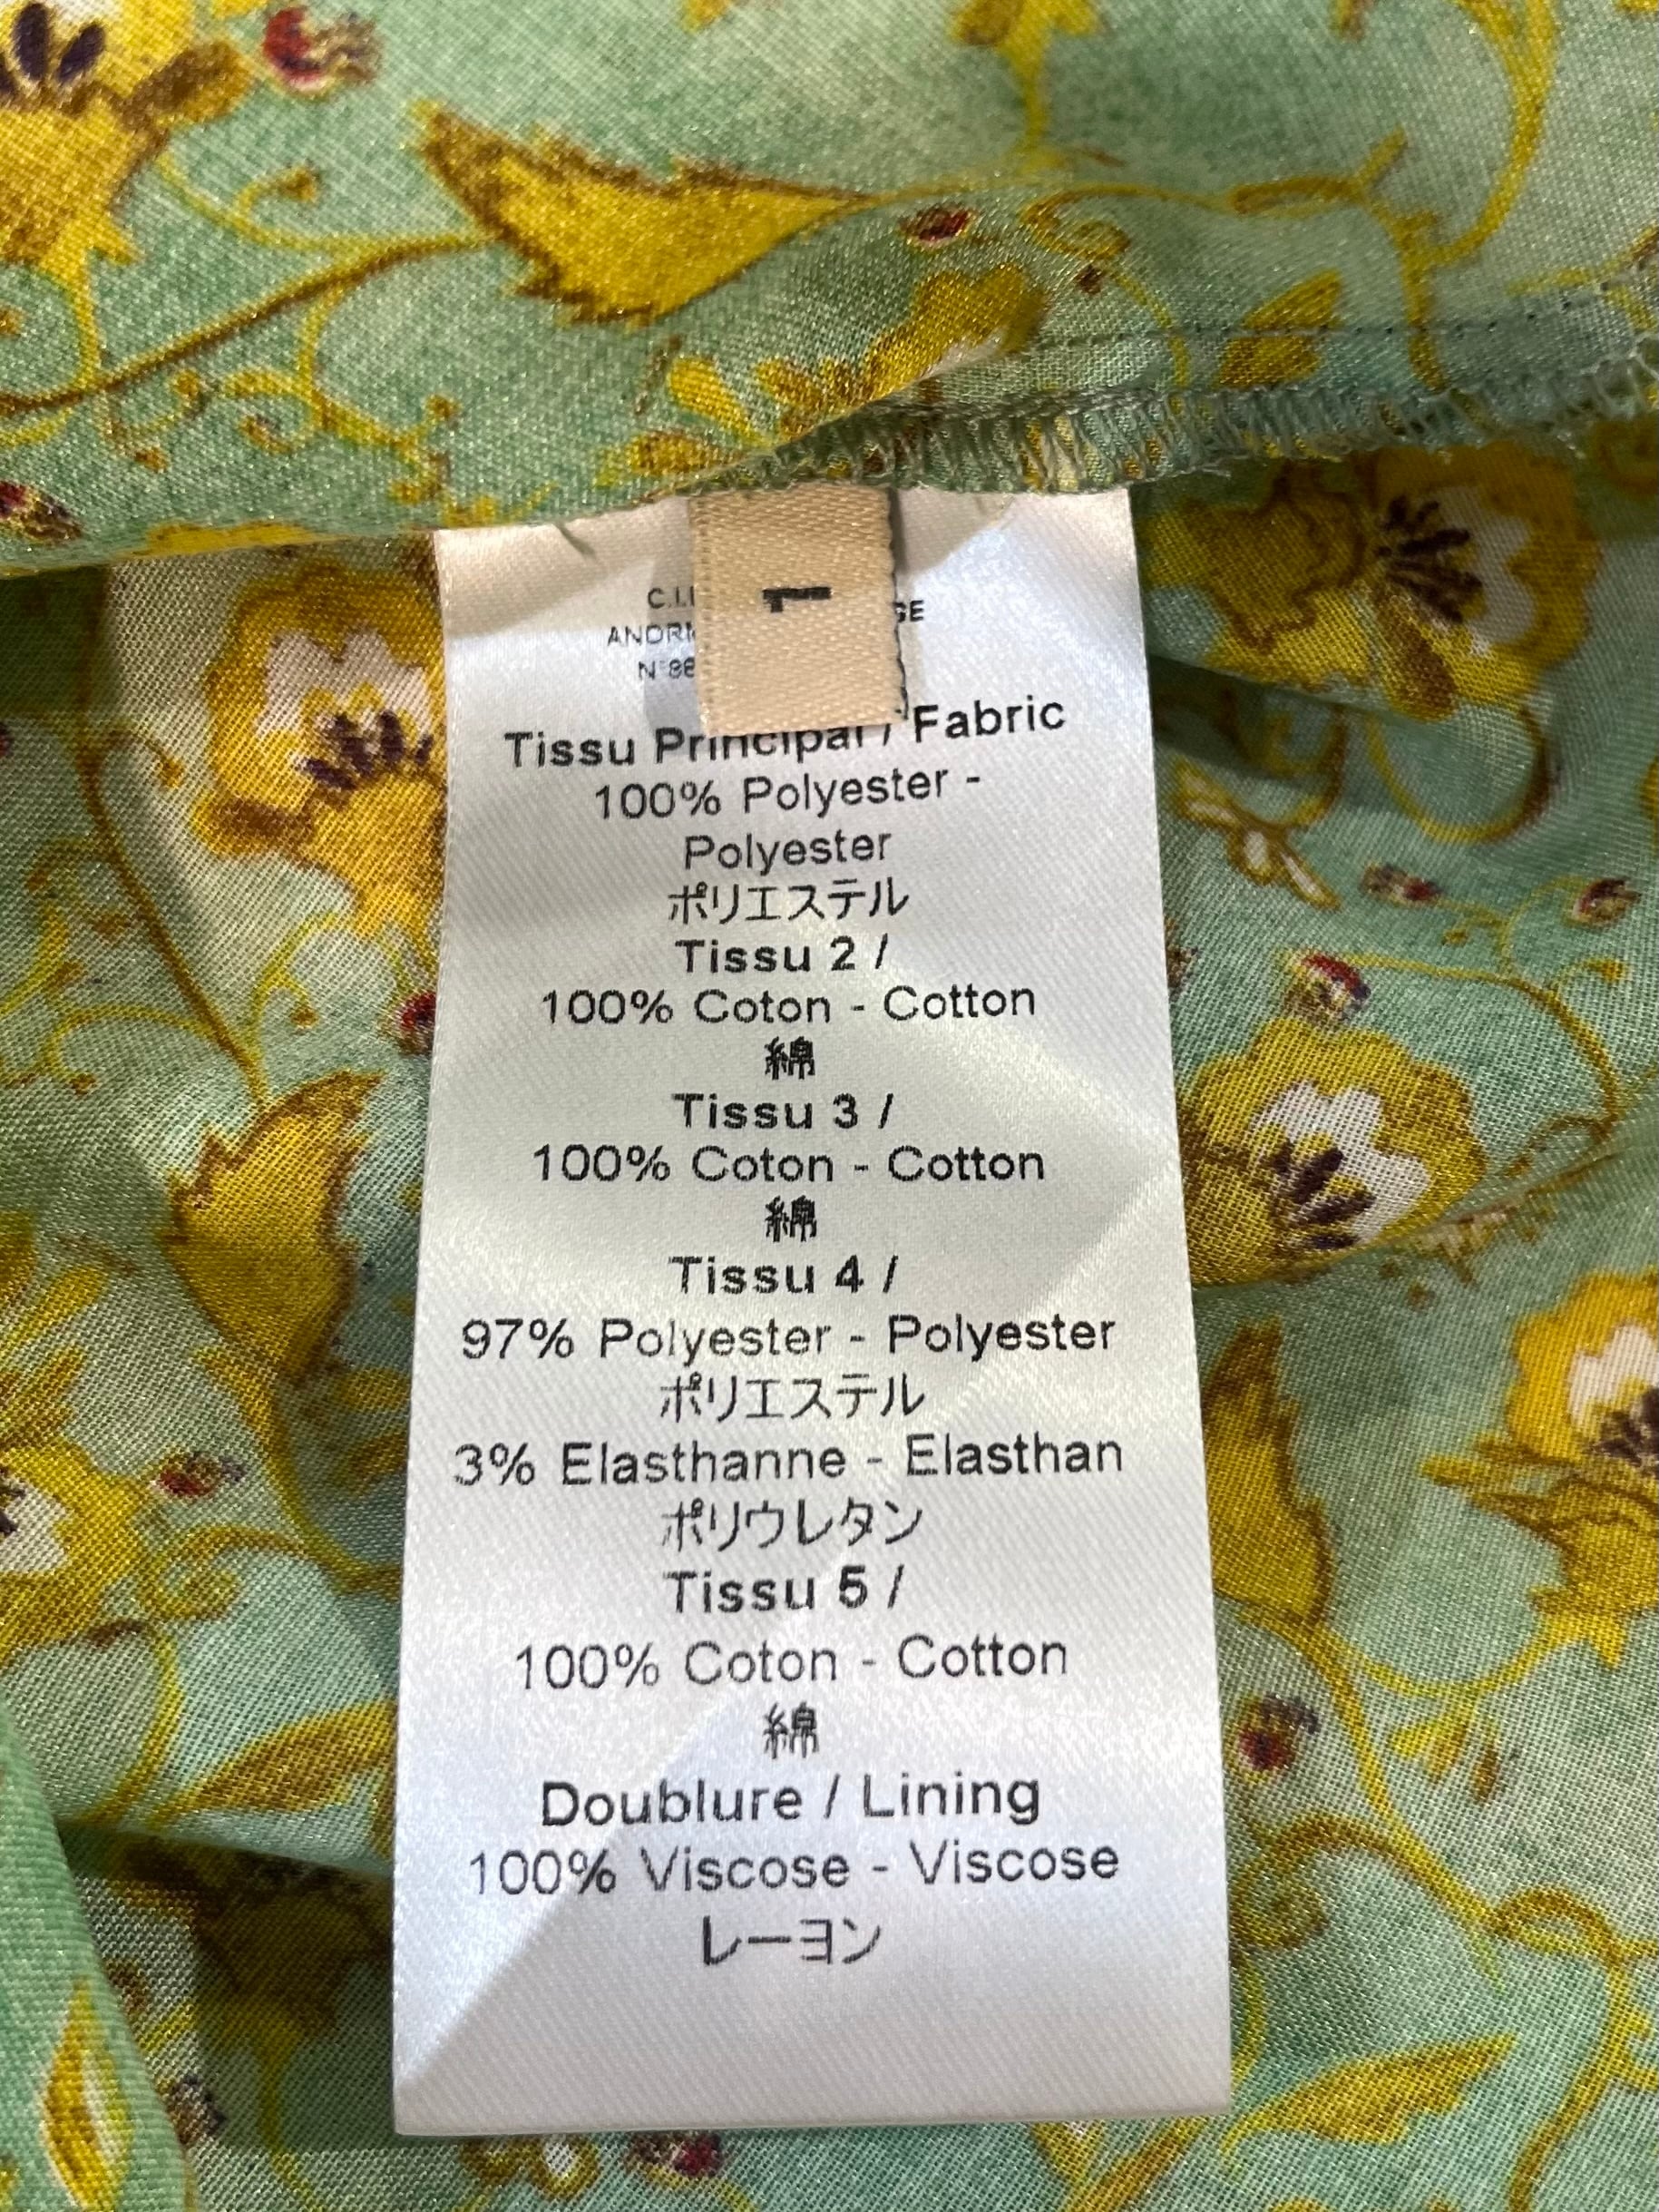 1
Tissu Principal / Fabric
100% Polyester -
Polyester
ポリエステル
Tissu 2 /
100% Coton - Cotton
綿
Tissu 3 /
100% Coton - Cotton
綿
Tissu 4 /
97% Polyester - Polyester
ポリエステル
3% Elasthanne - Elasthan
ポリウレタン
Tissu 5 /
100% Coton - Cotton
綿
Doublure / Lining
100% Viscose - Viscose
レーヨン